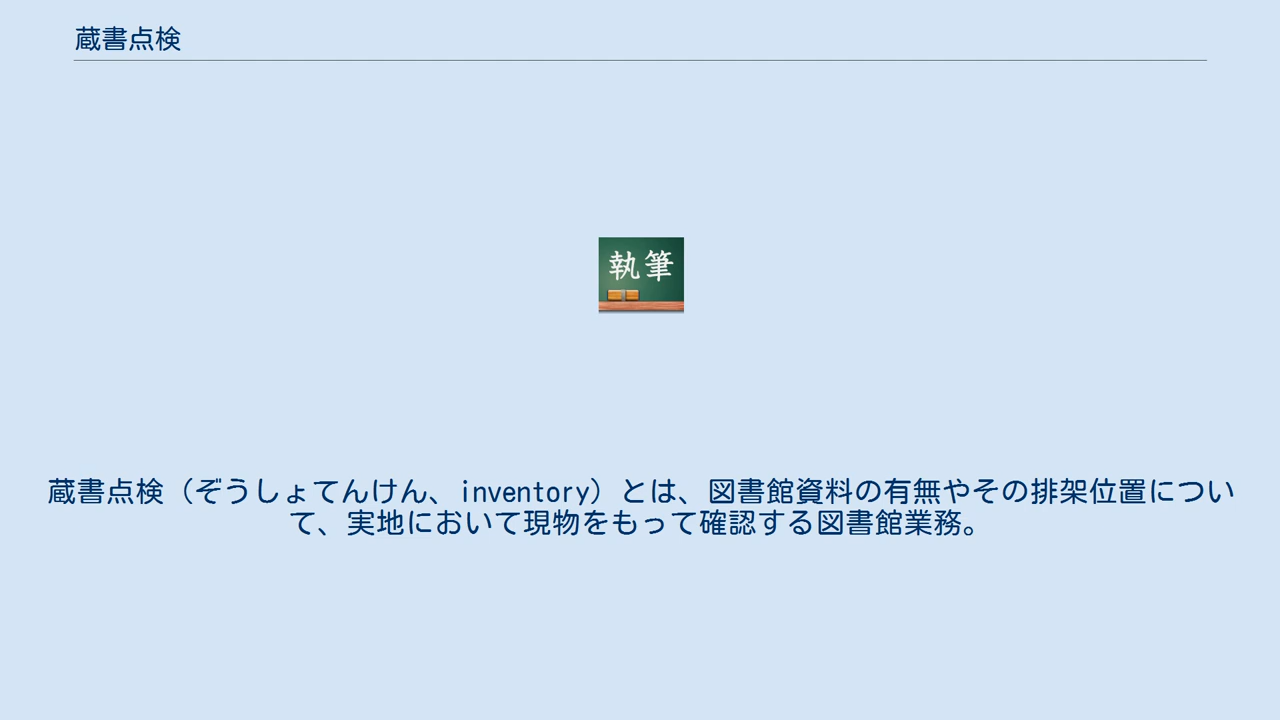 蔵書点検
執筆
蔵書点検（ぞうしょてんけん、inventory）とは、図書館資料の有無やその排架位置につい
て、実地において現物をもって確認する図書館業務。